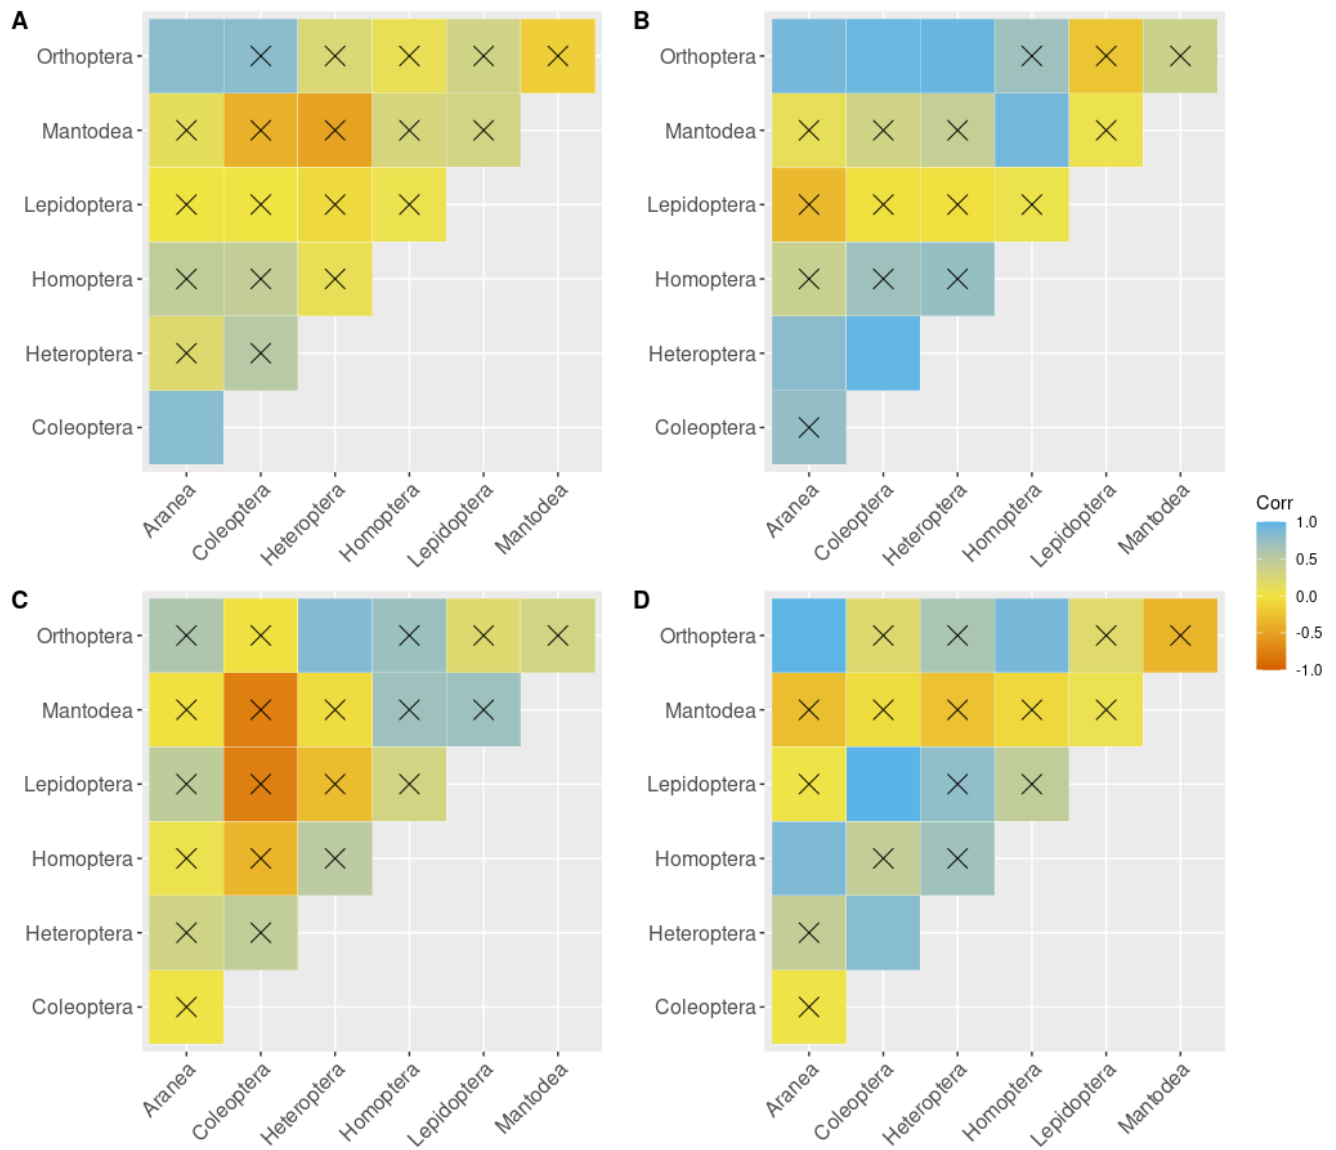 A
Orthoptera
Mantodea
Lepidoptera
Homoptera
Heteroptera
Coleoptera
Aranea
Coleoptera
Heteroptera
Homoptera
Lepidoptera
Mantodea
B
Orthoptera
Mantodea
Lepidoptera
Homoptera
Heteroptera
Coleoptera
Aranea
Coleoptera
Heteroptera
Homoptera
Lepidoptera
Mantodea
Corr
1.0
0.5
0.0
-0.5
-1.0
C
Orthoptera
Mantodea
Lepidoptera
Homoptera
Heteroptera
Coleoptera
Aranea
Coleoptera
Heteroptera
Homoptera
Lepidoptera
Mantodea
D
Orthoptera
Mantodea
Lepidoptera
Homoptera
Heteroptera
Coleoptera
Aranea
Coleoptera
Heteroptera
Homoptera
Lepidoptera
Mantodea